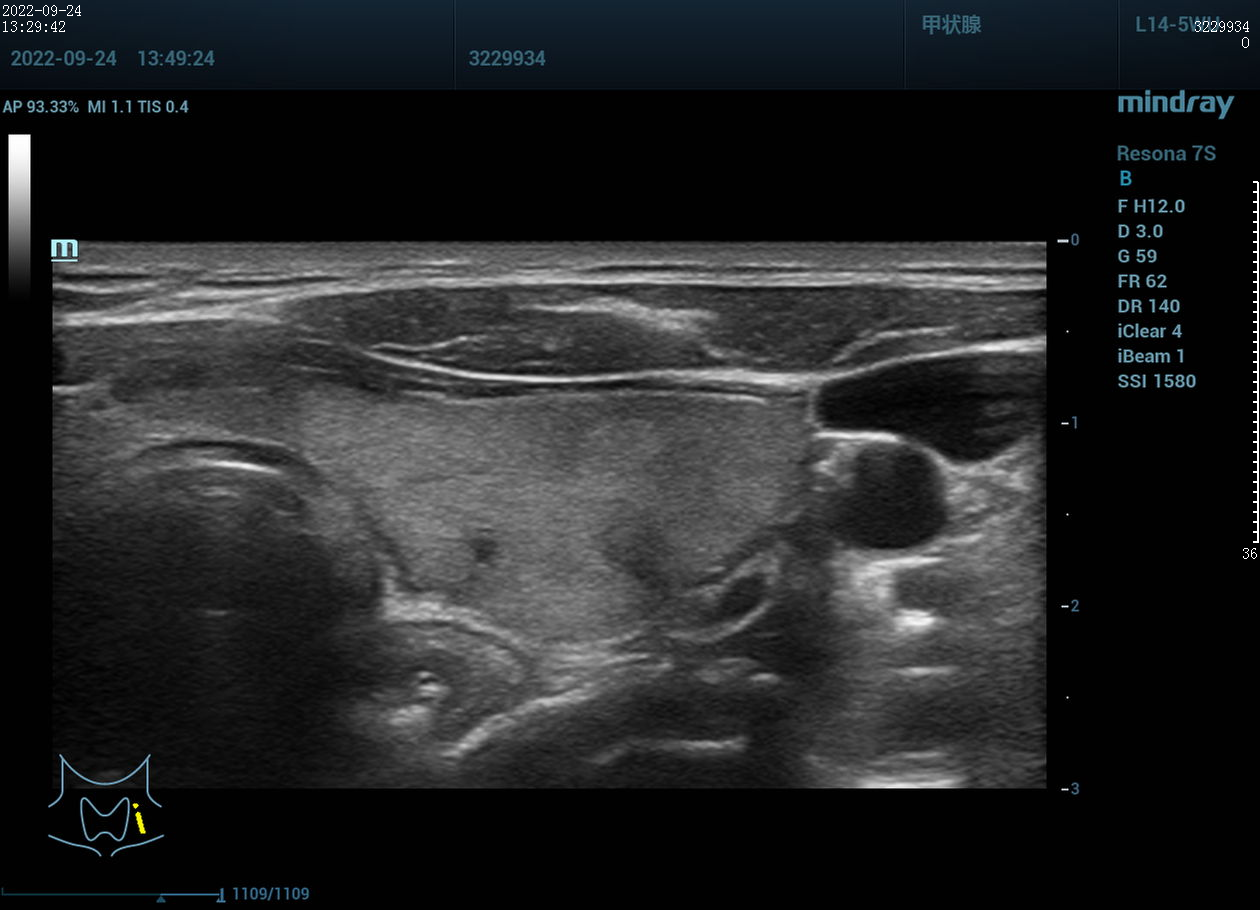 2022-09-24
13:29:42
2022-09-24 13:49:24
3229934
甲状腺
3229934
0
AP 93.33% MI 1.1 TIS 0.4
mindray
Resona 7S
B
F H12.0
D 3.0
G 59
FR 62
DR 140
iClear 4
iBeam 1
SSI 1580
m
0
1
2
3
36
1109/1109